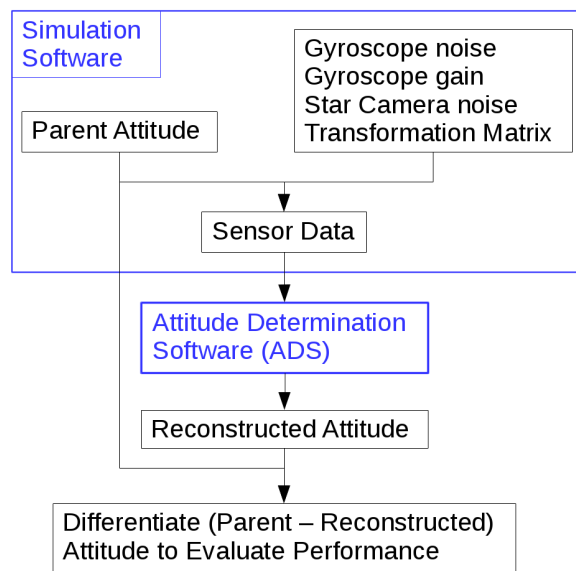 Simulation
Software
Gyroscope noise
Gyroscope gain
Star Camera noise
Transformation Matrix
Parent Attitude
Sensor Data
Attitude Determination
Software (ADS)
Reconstructed Attitude
Differentiate (Parent – Reconstructed)
Attitude to Evaluate Performance